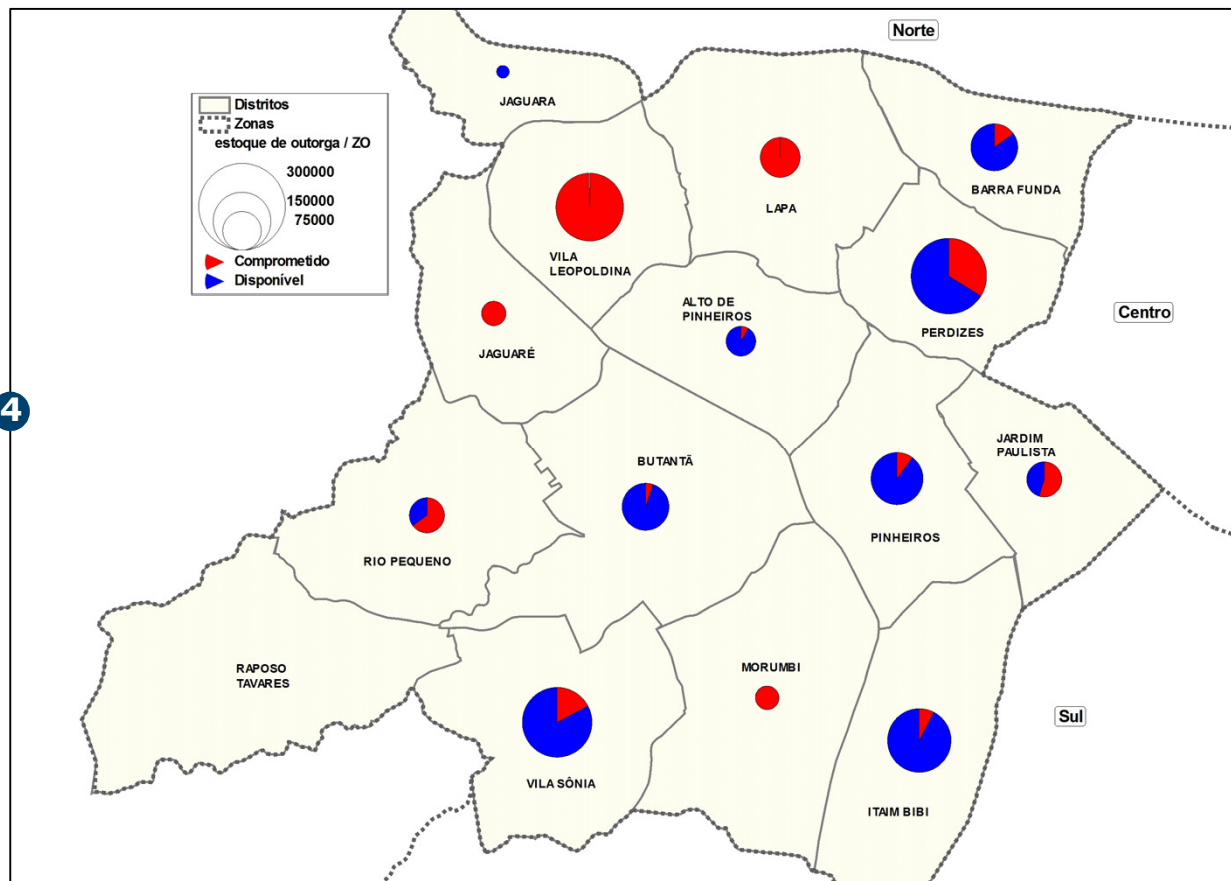 Norte
JAGUARA
Distritos
Zonas
estoque de outorga / ZO
300000
150000
75000
Comprometido
Disponível
BARRA FUNDA
LAPA
VILA
LEOPOLDINA
ALTO DE
PINHEIROS
PERDIZES
Centro
JAGUARÉ
4
JARDIM
PAULISTA
BUTANTÃ
PINHEIROS
RIO PEQUENO
RAPOSO
TAVARES
MORUMBI
Sul
VILA SÔNIA
ITAIM BIBI